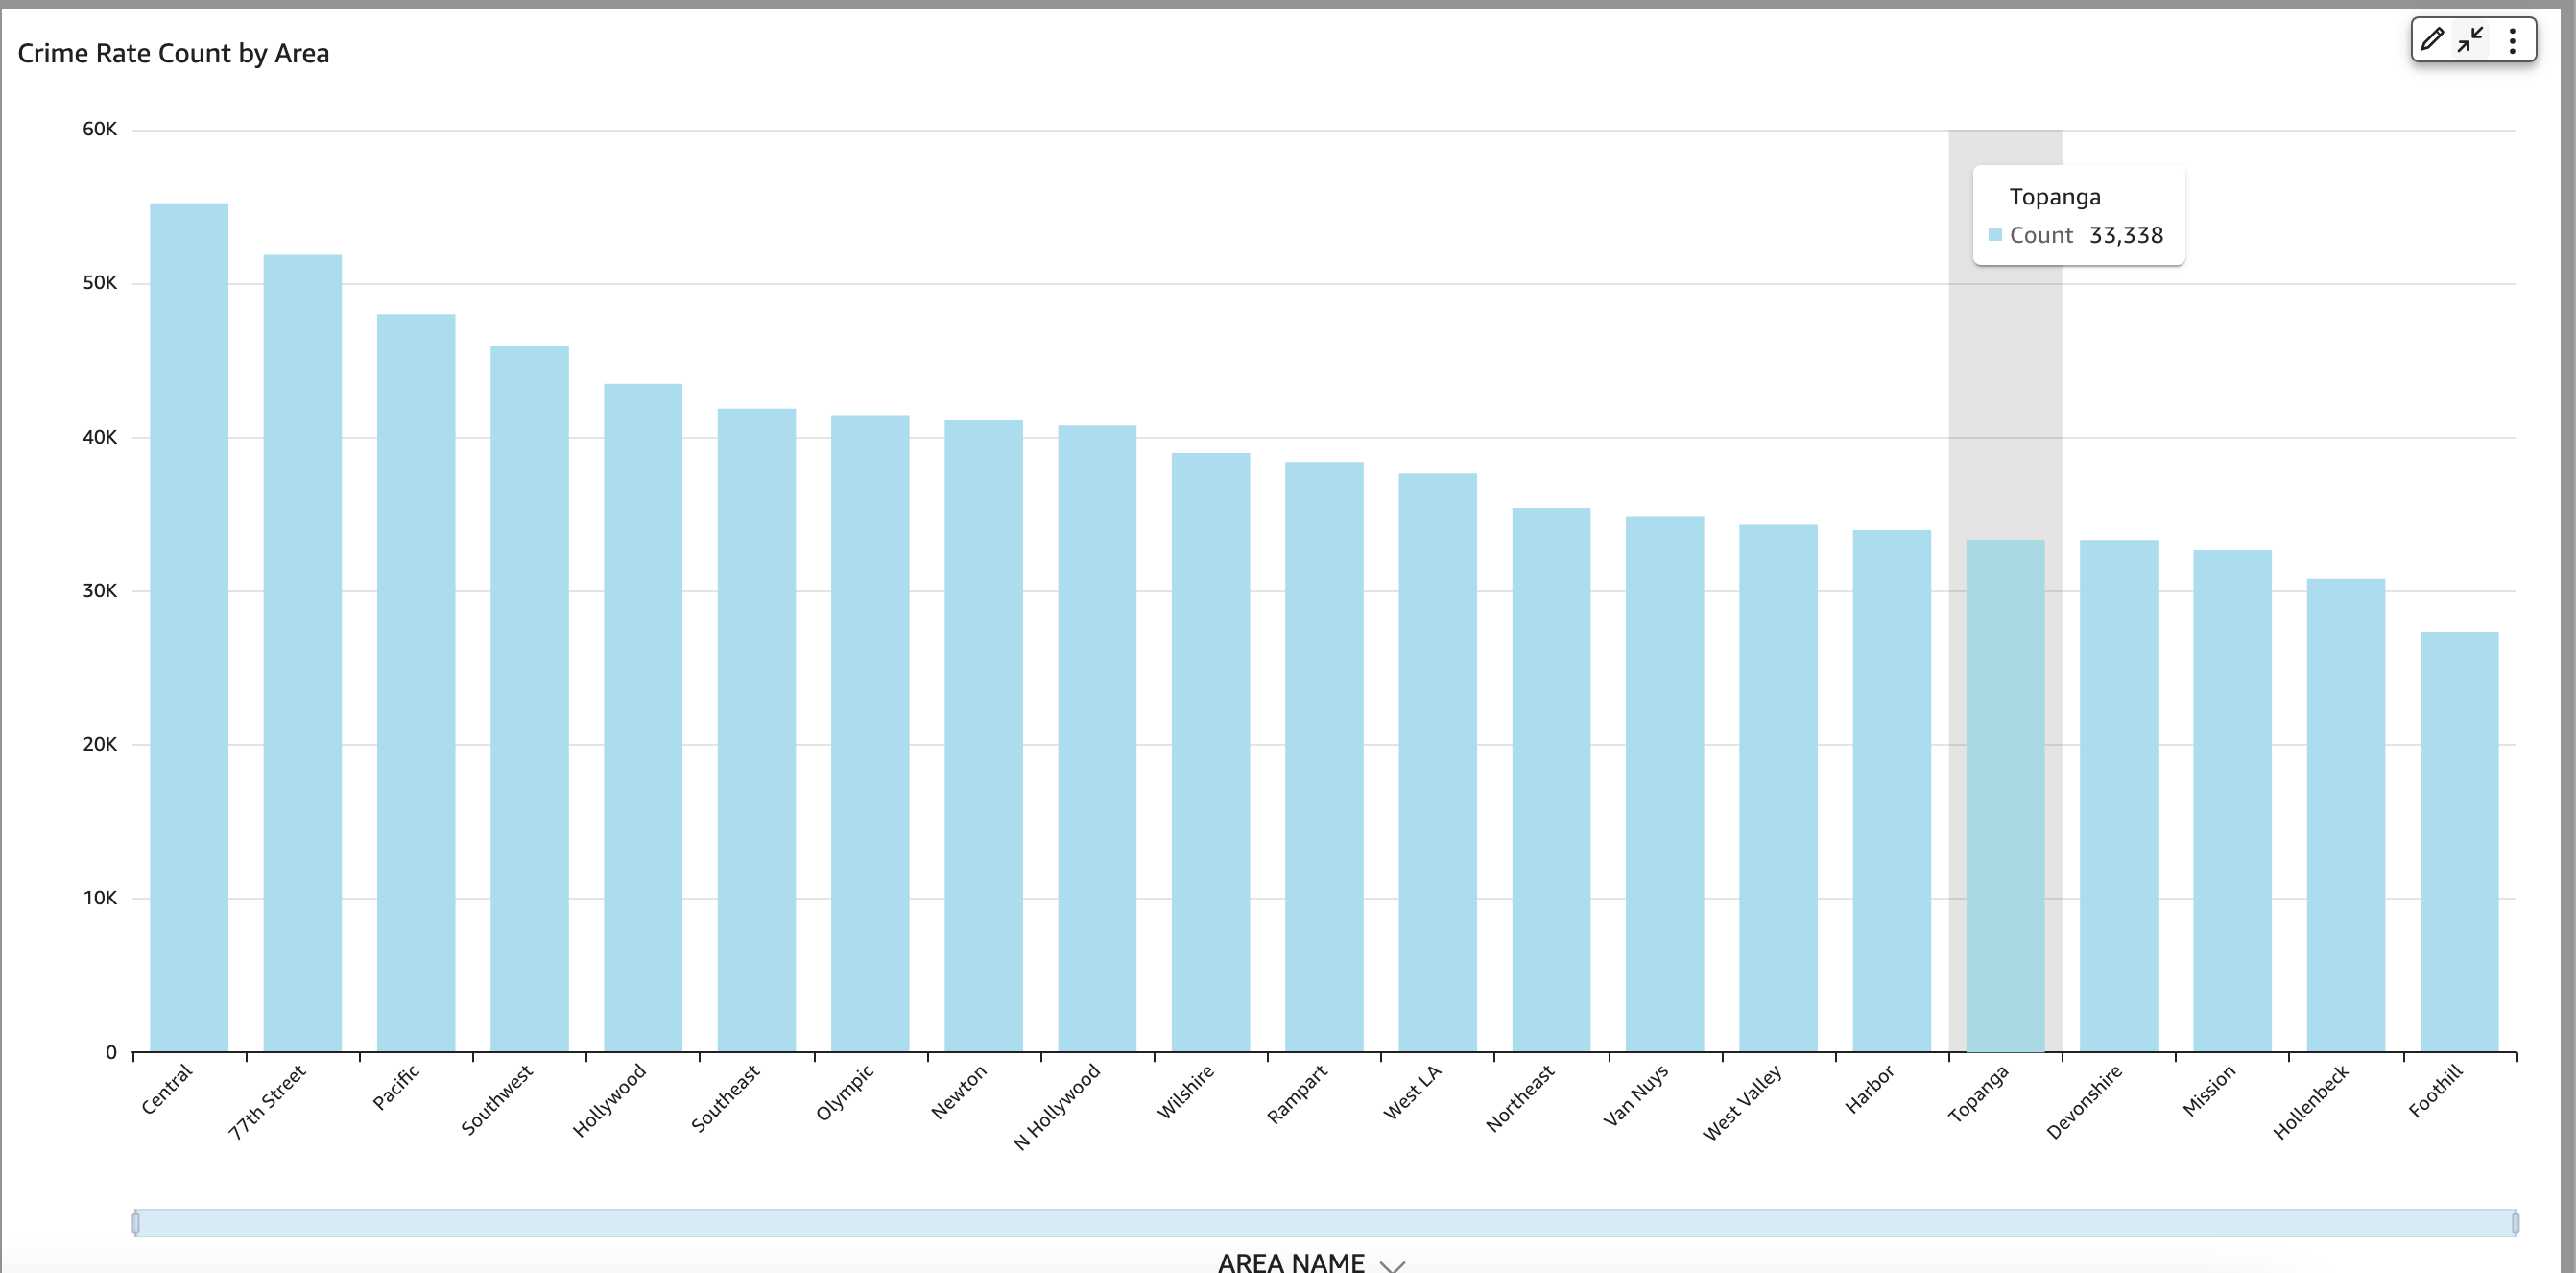 Crime Rate Count by Area
60K
50K
40K
30K
20K
10K
0
Topanga
Count 33,338
Central
77th Street
Pacific
Southwest
Hollywood
Southeast
Olympic
Newton
N Hollywood
Wilshire
Rampart
West LA
Northeast
Van Nuys
West Valley
Harbor
Topanga
Devonshire
Mission
Hollenbeck
Foothill
AREA NAME